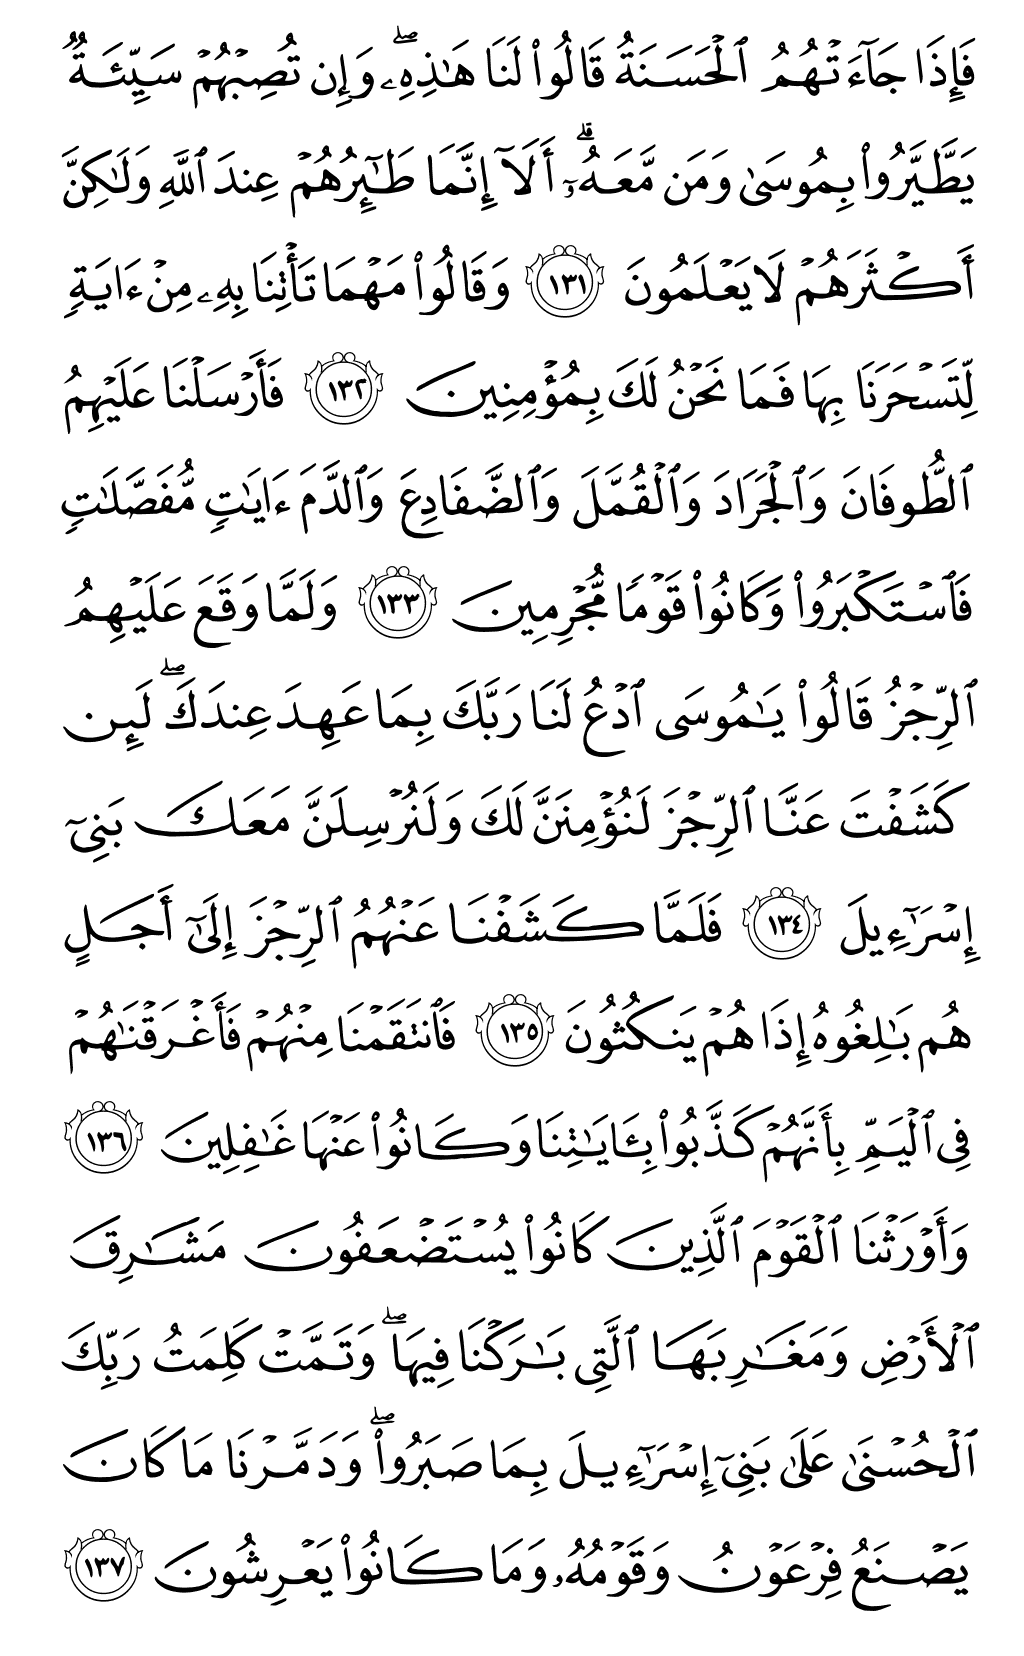 فَإِذَا جَآءَتۡهُمُ ٱلۡحَسَنَةُ قَالُواْ لَنَا هَٰذِهِۦۖ وَإِن تُصِبۡهُمۡ سَيِّئَةٞ
يَطَّيَّرُواْ بِمُوسَىٰ وَمَن مَّعَهُۥٓۗ أَلَآ إِنَّمَا طَٰٓئِرُهُمۡ عِندَ ٱللَّهِ وَلَٰكِنَّ
أَكۡثَرَهُمۡ لَا يَعۡلَمُونَ ١٣١ وَقَالُواْ مَهۡمَا تَأۡتِنَا بِهِۦ مِنۡ ءَايَةٖ
لِّتَسۡحَرَنَا بِهَا فَمَا نَحۡنُ لَكَ بِمُؤۡمِنِينَ ١٣٢ فَأَرۡسَلۡنَا عَلَيۡهِمُ
ٱلطُّوفَانَ وَٱلۡجَرَادَ وَٱلۡقُمَّلَ وَٱلضَّفَادِعَ وَٱلدَّمَ ءَايَٰتٖ مُّفَصَّلَٰتٖ
فَٱسۡتَكۡبَرُواْ وَكَانُواْ قَوۡمٗا مُّجۡرِمِينَ ١٣٣ وَلَمَّا وَقَعَ عَلَيۡهِمُ
ٱلرِّجۡزُ قَالُواْ يَٰمُوسَى ٱدۡعُ لَنَا رَبَّكَ بِمَا عَهِدَ عِندَكَۖ لَئِن
كَشَفۡتَ عَنَّا ٱلرِّجۡزَ لَنُؤۡمِنَنَّ لَكَ وَلَنُرۡسِلَنَّ مَعَكَ بَنِيٓ
إِسۡرَٰٓءِيلَ ١٣٤ فَلَمَّا كَشَفۡنَا عَنۡهُمُ ٱلرِّجۡزَ إِلَىٰٓ أَجَلٍ
هُم بَٰلِغُوهُ إِذَا هُمۡ يَنكُثُونَ ١٣٥ فَٱنتَقَمۡنَا مِنۡهُمۡ فَأَغۡرَقۡنَٰهُمۡ
فِي ٱلۡيَمِّ بِأَنَّهُمۡ كَذَّبُواْ بِـَٔايَٰتِنَا وَكَانُواْ عَنۡهَا غَٰفِلِينَ ١٣٦
وَأَوۡرَثۡنَا ٱلۡقَوۡمَ ٱلَّذِينَ كَانُواْ يُسۡتَضۡعَفُونَ مَشَٰرِقَ
ٱلۡأَرۡضِ وَمَغَٰرِبَهَا ٱلَّتِي بَٰرَكۡنَا فِيهَاۖ وَتَمَّتۡ كَلِمَتُ رَبِّكَ
ٱلۡحُسۡنَىٰ عَلَىٰ بَنِيٓ إِسۡرَٰٓءِيلَ بِمَا صَبَرُواْۖ وَدَمَّرۡنَا مَا كَانَ
يَصۡنَعُ فِرۡعَوۡنُ وَقَوۡمُهُۥ وَمَا كَانُواْ يَعۡرِشُونَ ١٣٧